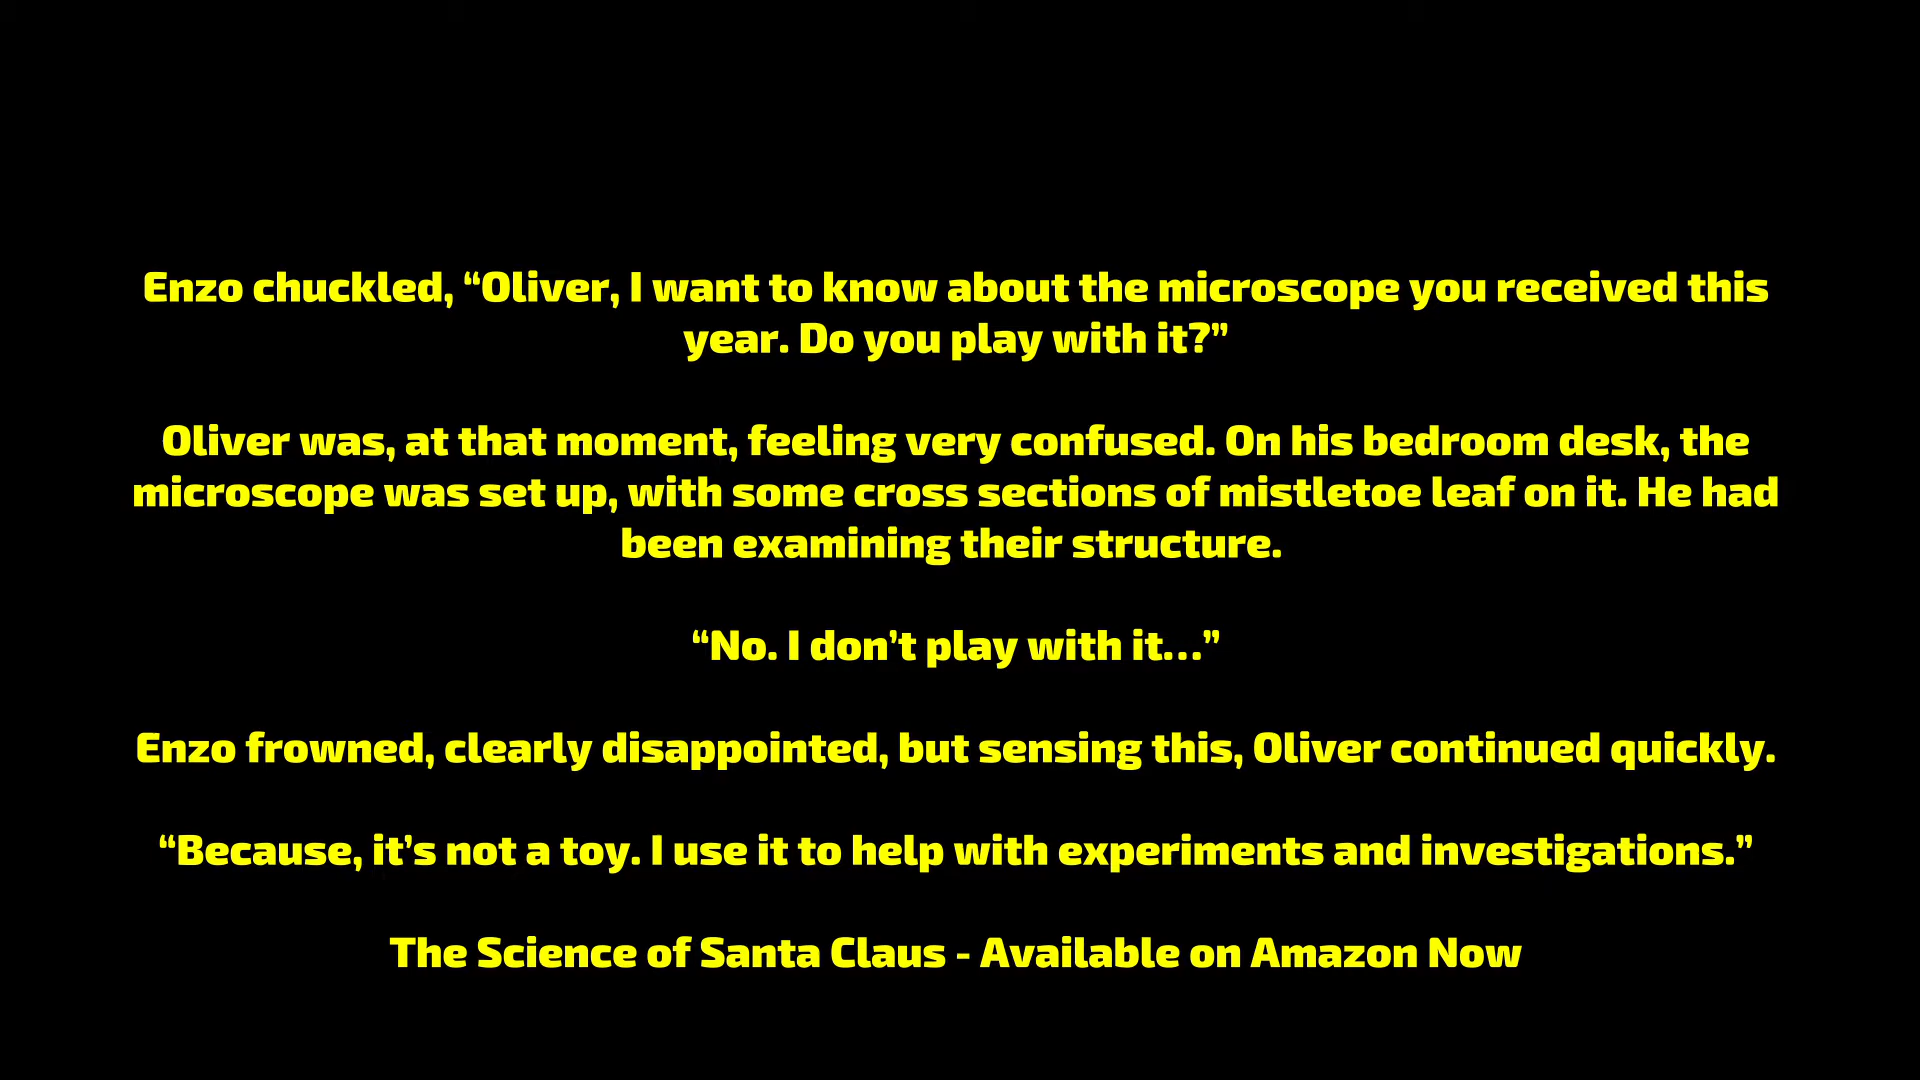 Enzo chuckled, “Oliver, I want to know about the microscope you received this
year. Do you play with it?”
Oliver was, at that moment, feeling very confused. On his bedroom desk, the
microscope was set up, with some cross sections of mistletoe leaf on it. He had
been examining their structure.
“No. I don’t play with it…”
Enzo frowned, clearly disappointed, but sensing this, Oliver continued quickly.
“Because, it’s not a toy. I use it to help with experiments and investigations.”
The Science of Santa Claus - Available on Amazon Now